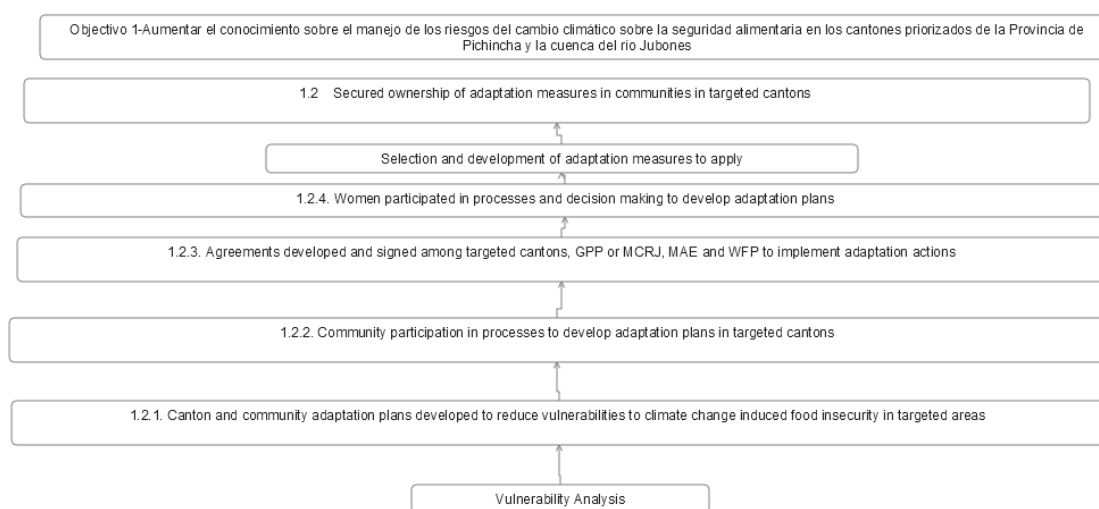 Objectivo 1-Aumentar el conocimiento sobre el manejo de los riesgos del cambio climático sobre la seguridad alimentaria en los cantones priorizados de la Provincia de
Pichincha y la cuenca del río Jubones
1.2 Secured ownership of adaptation measures in communities in targeted cantons
Selection and development of adaptation measures to apply
1.2.4. Women participated in processes and decision making to develop adaptation plans
1.2.3. Agreements developed and signed among targeted cantons, GPP or MCRJ, MAE and WFP to implement adaptation actions
1.2.2. Community participation in processes to develop adaptation plans in targeted cantons
1.2.1. Canton and community adaptation plans developed to reduce vulnerabilities to climate change induced food insecurity in targeted areas
Vulnerability Analysis